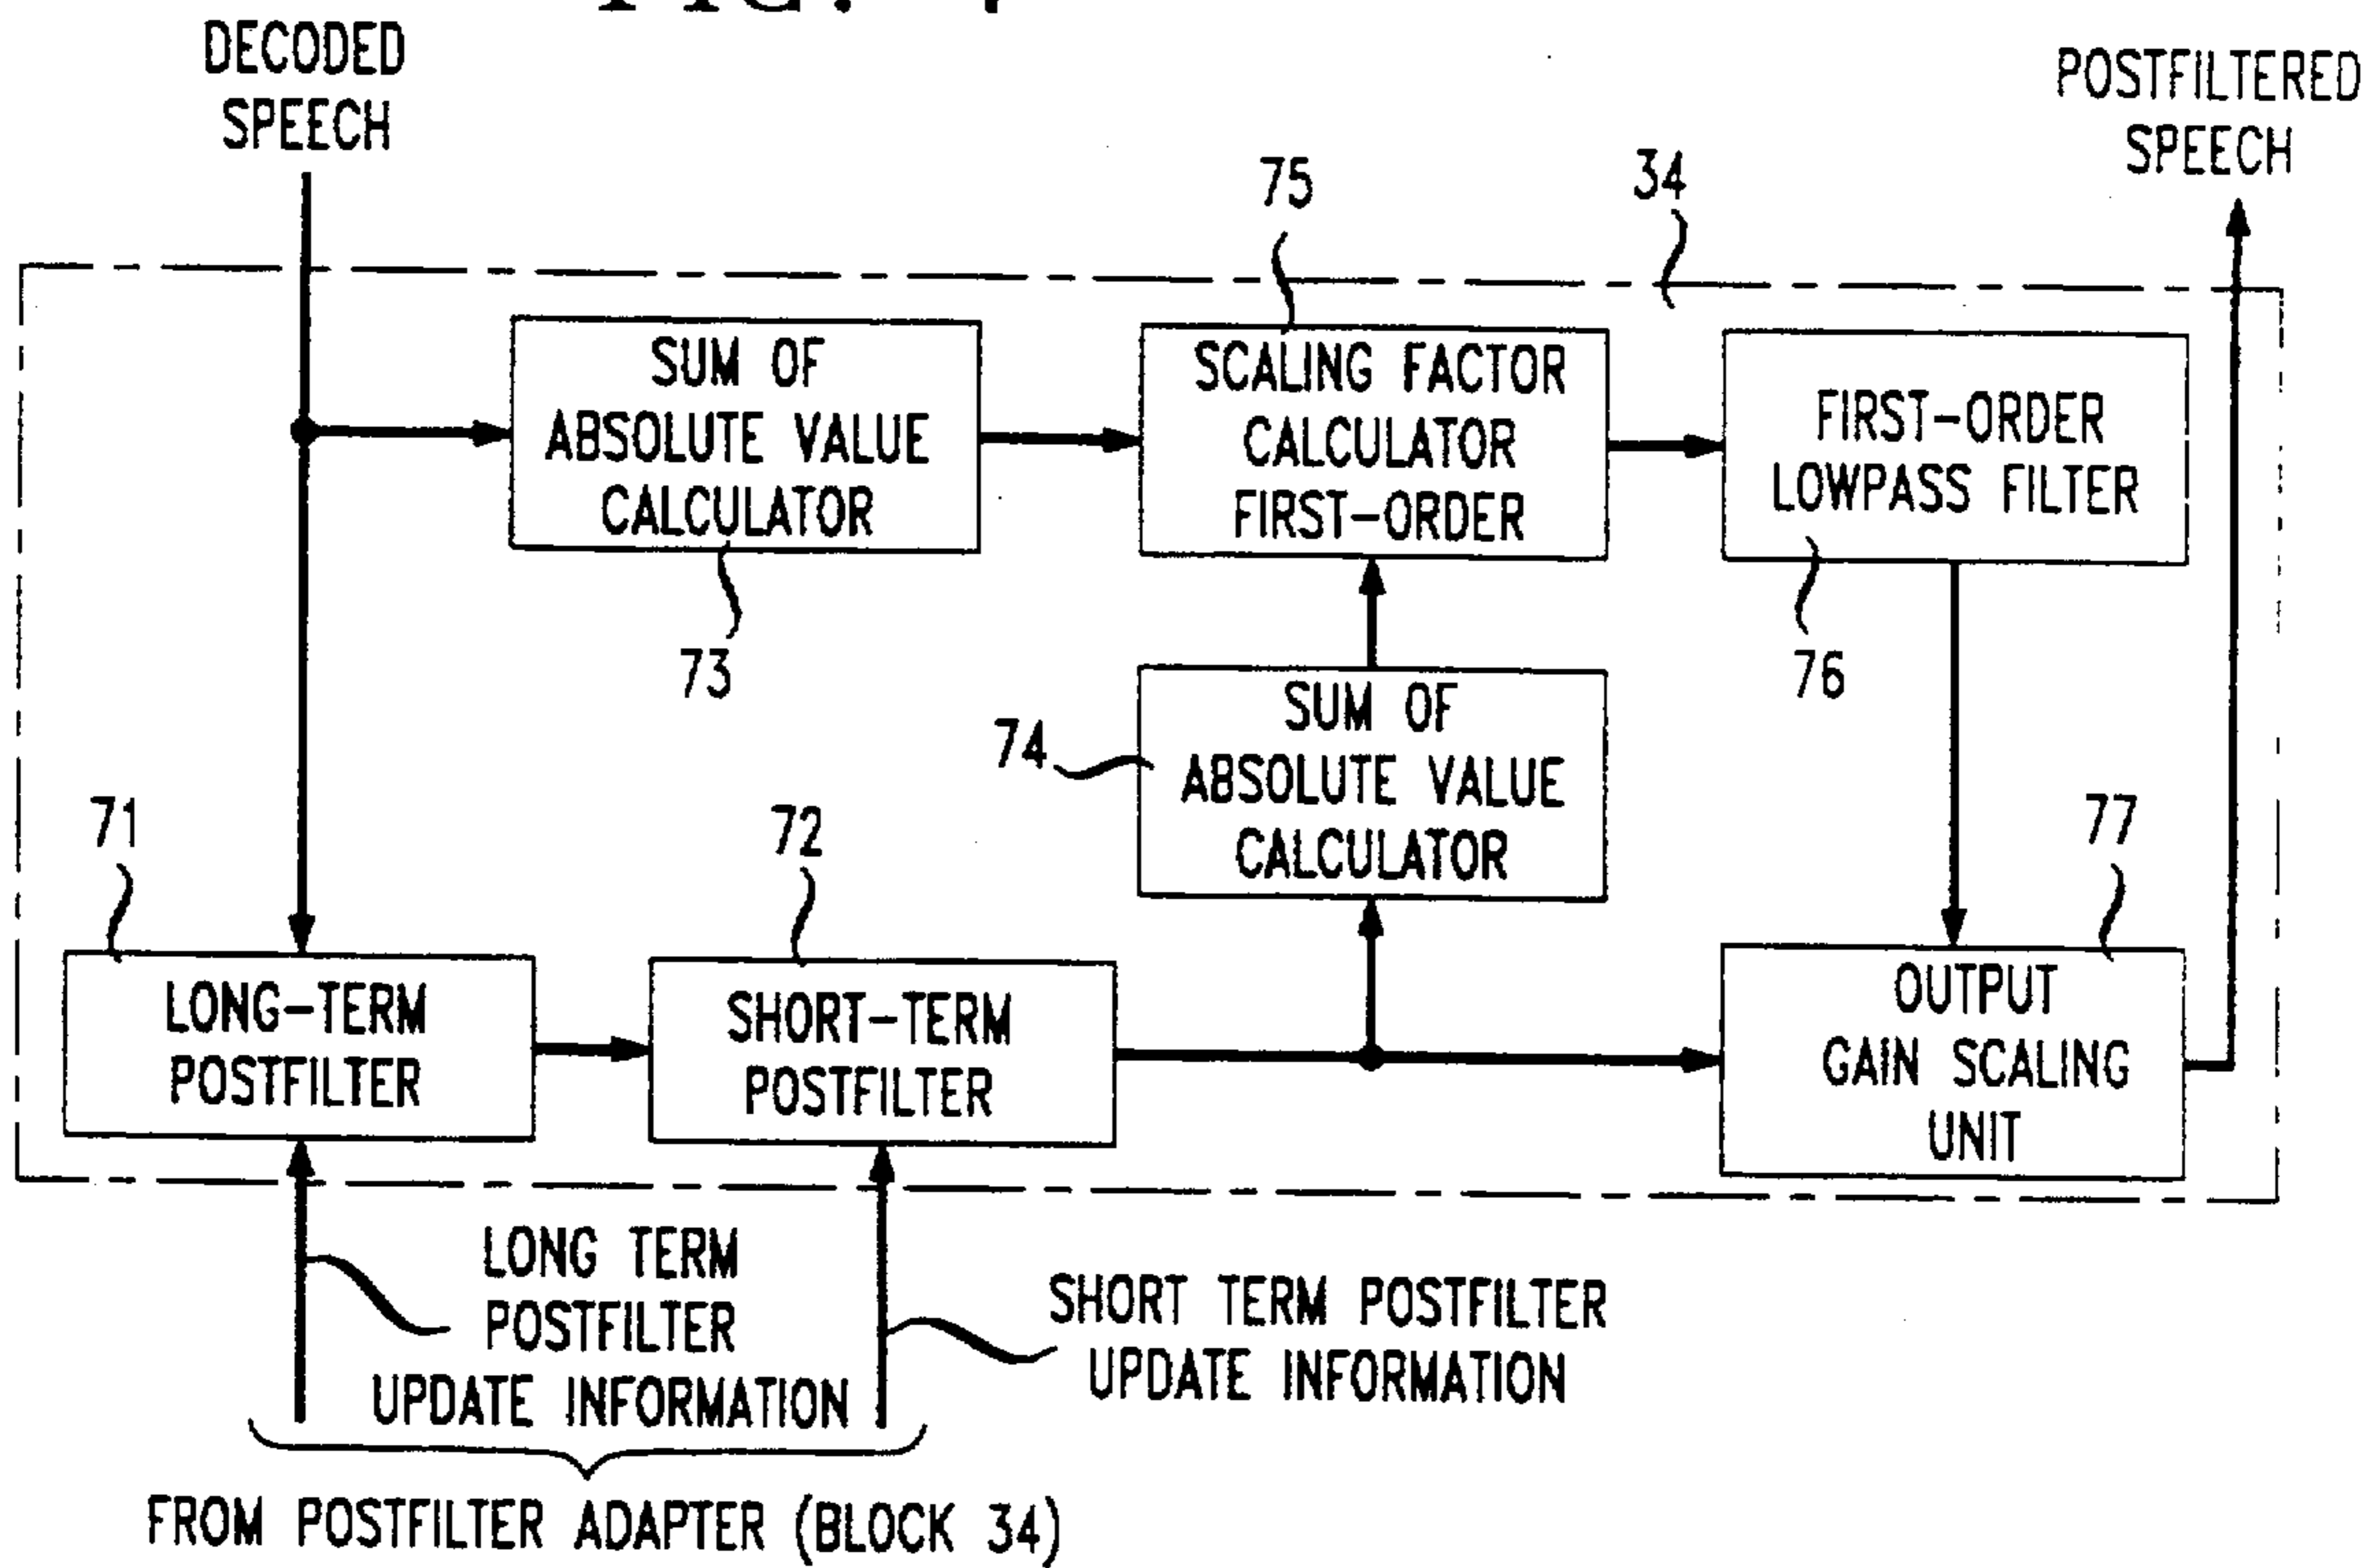 DECODED
SPEECH
POSTFILTERED
SPEECH
75
34
SUM OF
ABSOLUTE VALUE
CALCULATOR
SCALING FACTOR
CALCULATOR
FIRST-ORDER
FIRST-ORDER
LOWPASS FILTER
73
76
74
SUM OF
ABSOLUTE VALUE
CALCULATOR
71
72
77
LONG-TERM
POSTFILTER
SHORT-TERM
POSTFILTER
OUTPUT
GAIN SCALING
UNIT
LONG TERM
POSTFILTER
UPDATE INFORMATION
SHORT TERM POSTFILTER
UPDATE INFORMATION
FROM POSTFILTER ADAPTER (BLOCK 34)